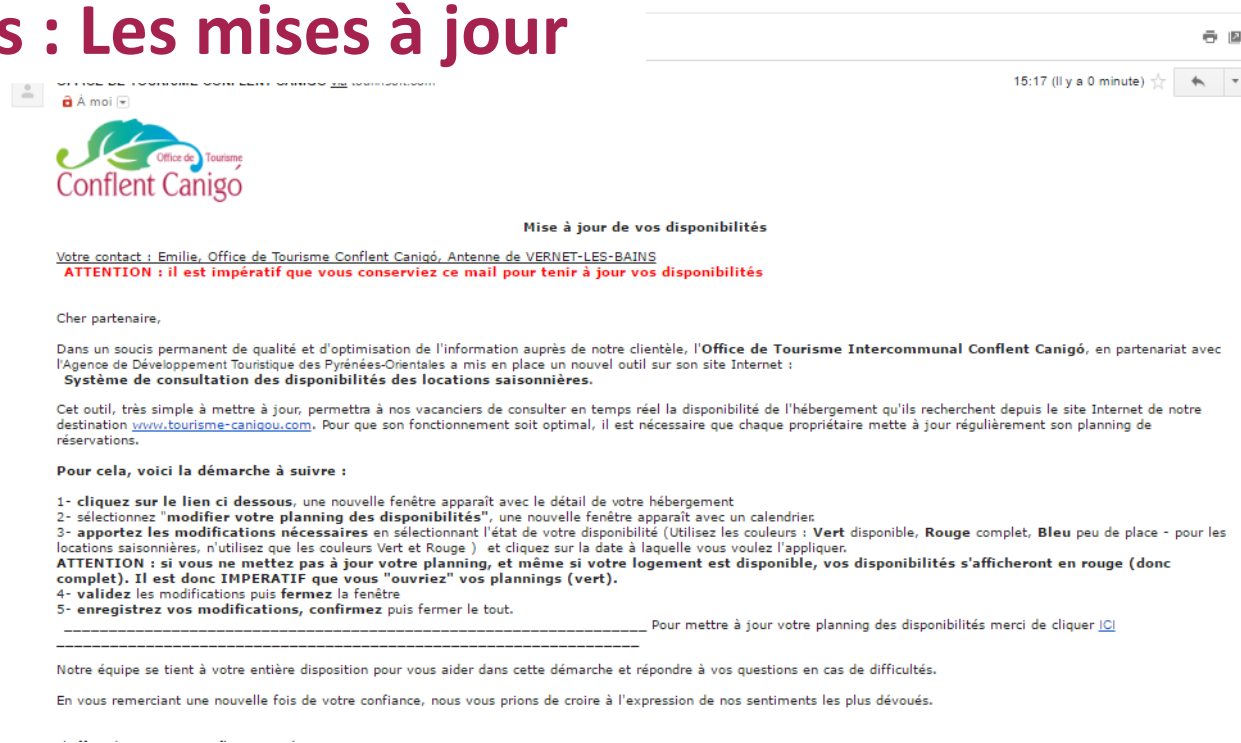 s : Les mises à jour
15:17 (Il y a 0 minute)
À moi
Office de Tourisme
Conflent Canigó
Mise à jour de vos disponibilités
Votre contact : Emilie, Office de Tourisme Conflent Canigó, Antenne de VERNET-LES-BAINS
ATTENTION : il est impératif que vous conserviez ce mail pour tenir à jour vos disponibilités
Cher partenaire,
Dans un soucis permanent de qualité et d'optimisation de l'information auprès de notre clientèle, l'Office de Tourisme Intercommunal Conflent Canigó, en partenariat avec
l'Agence de Développement Touristique des Pyrénées-Orientales a mis en place un nouvel outil sur son site Internet :
Système de consultation des disponibilités des locations saisonnières.
Cet outil, très simple à mettre à jour, permettra à nos vacanciers de consulter en temps réel la disponibilité de l'hébergement qu'ils recherchent depuis le site Internet de notre
destination www.tourisme-canigou.com. Pour que son fonctionnement soit optimal, il est nécessaire que chaque propriétaire mette à jour régulièrement son planning de
réservations.
Pour cela, voici la démarche à suivre :
1- cliquez sur le lien ci dessous, une nouvelle fenêtre apparaît avec le détail de votre hébergement
2- sélectionnez "modifier votre planning des disponibilités", une nouvelle fenêtre apparaît avec un calendrier.
3- apportez les modifications nécessaires en sélectionnant l'état de votre disponibilité (Utilisez les couleurs : Vert disponible, Rouge complet, Bleu peu de place - pour les
locations saisonnières, n'utilisez que les couleurs Vert et Rouge ) et cliquez sur la date à laquelle vous voulez l'appliquer.
ATTENTION : si vous ne mettez pas à jour votre planning, et même si votre logement est disponible, vos disponibilités s'afficheront en rouge (donc
complet). Il est donc IMPERATIF que vous "ouvriez" vos plannings (vert).
4- validez les modifications puis fermez la fenêtre
5- enregistrez vos modifications, confirmez puis fermer le tout.
Pour mettre à jour votre planning des disponibilités merci de cliquer ICI
Notre équipe se tient à votre entière disposition pour vous aider dans cette démarche et répondre à vos questions en cas de difficultés.
En vous remerciant une nouvelle fois de votre confiance, nous vous prions de croire à l'expression de nos sentiments les plus dévoués.